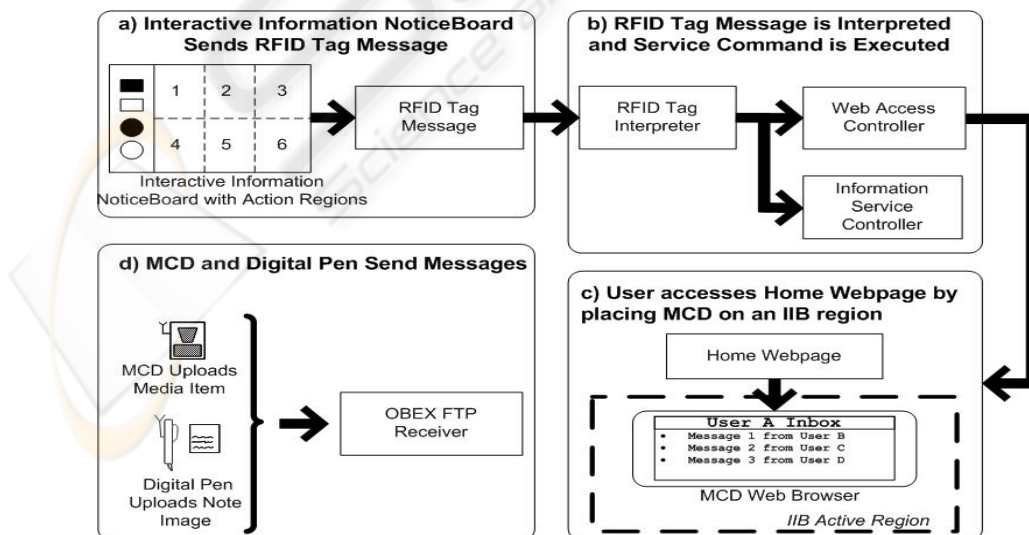 a) Interactive Information NoticeBoard
Sends RFID Tag Message
1 2 3
4 5 6
Interactive Information
NoticeBoard with Action Regions
RFID Tag
Message
b) RFID Tag Message is Interpreted
and Service Command is Executed
RFID Tag
Interpreter
Web Access
Controller
Information
Service
Controller
d) MCD and Digital Pen Send Messages
MCD Uploads
Media Item
Digital Pen
Uploads Note
Image
OBEX FTP
Receiver
c) User accesses Home Webpage by
placing MCD on an IIB region
Home Webpage
User A Inbox
• Message 1 from User B
• Message 2 from User C
• Message 3 from User D
MCD Web Browser
IIB Active Region